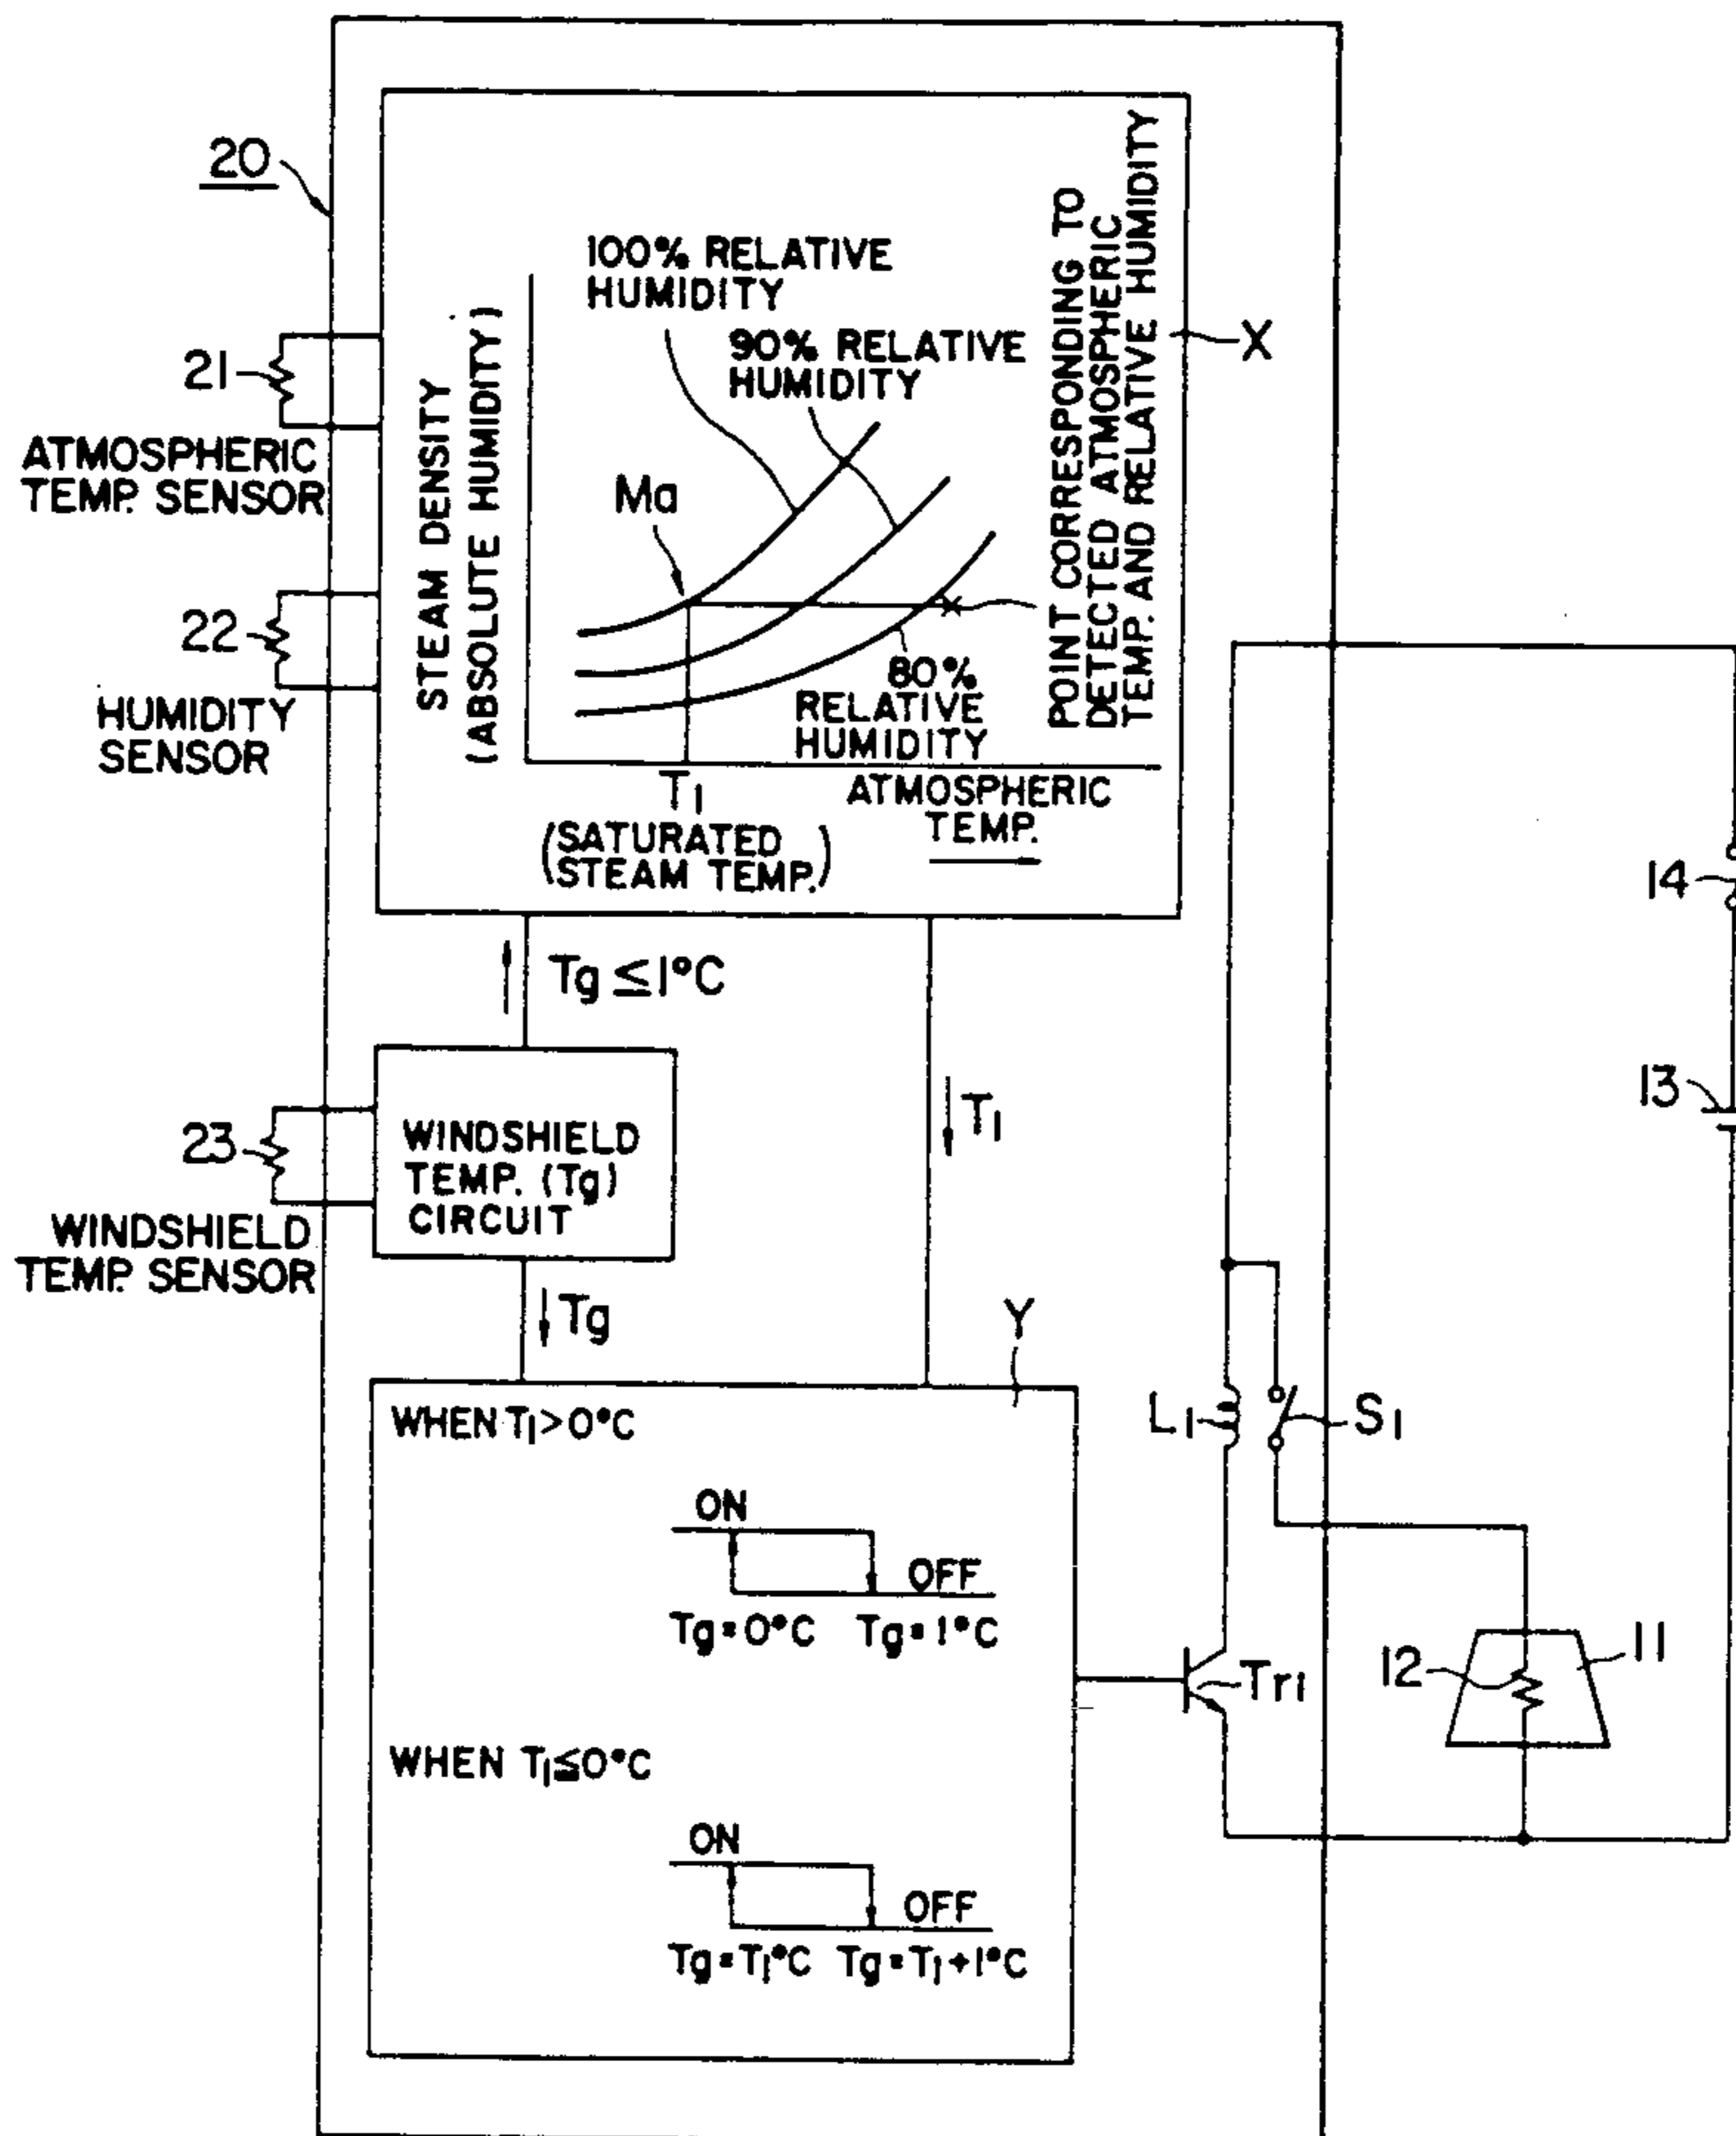 20
100% RELATIVE
HUMIDITY
90% RELATIVE
HUMIDITY
Ma
STEAM DENSITY
(ABSOLUTE HUMIDITY)
POINT CORRESPONDING TO
DETECTED ATMOSPHERIC
TEMP. AND RELATIVE HUMIDITY
X
21
ATMOSPHERIC
TEMP. SENSOR
22
HUMIDITY
SENSOR
80%
RELATIVE
HUMIDITY
T1
(SATURATED
STEAM TEMP.)
ATMOSPHERIC
TEMP.
14
Tg ≦ 1°C
13
T1
23
WINDSHIELD
TEMP. (Tg)
CIRCUIT
WINDSHIELD
TEMP. SENSOR
Tg
Y
WHEN T1 > 0°C
L1
S1
ON
OFF
Tg = 0°C Tg = 1°C
12
11
Tr1
WHEN T1 ≦ 0°C
ON
OFF
Tg = T1°C Tg = T1 + 1°C